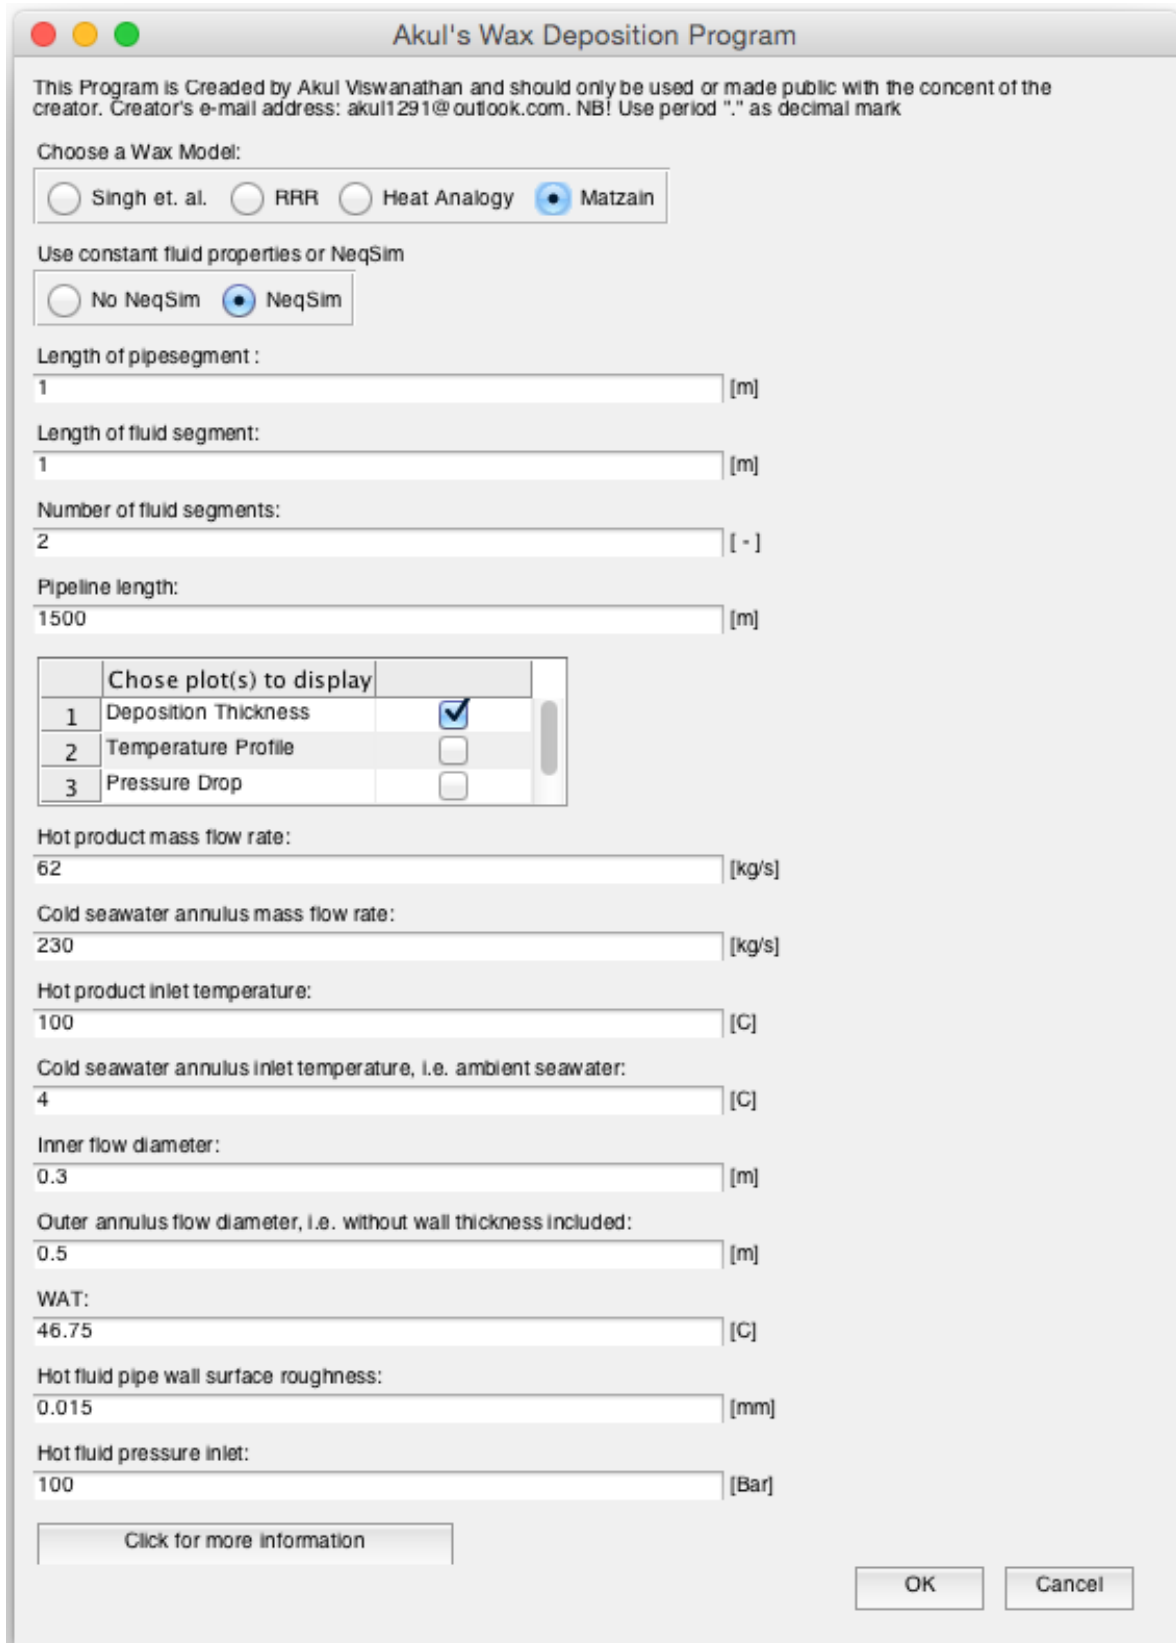 Akul's Wax Deposition Program
This Program is Creaded by Akul Viswanathan and should only be used or made public with the concent of the
creator. Creator's e-mail address: akul1291@outlook.com. NB! Use period "." as decimal mark
Choose a Wax Model:
Singh et. al. RRR Heat Analogy Matzain
Use constant fluid properties or NeqSim
No NeqSim NeqSim
Length of pipesegment :
1 [m]
Length of fluid segment:
1 [m]
Number of fluid segments:
2 [ - ]
Pipeline length:
1500 [m]
Chose plot(s) to display
1 Deposition Thickness
2 Temperature Profile
3 Pressure Drop
Hot product mass flow rate:
62 [kg/s]
Cold seawater annulus mass flow rate:
230 [kg/s]
Hot product inlet temperature:
100 [C]
Cold seawater annulus inlet temperature, i.e. ambient seawater:
4 [C]
Inner flow diameter:
0.3 [m]
Outer annulus flow diameter, i.e. without wall thickness included:
0.5 [m]
WAT:
46.75 [C]
Hot fluid pipe wall surface roughness:
0.015 [mm]
Hot fluid pressure inlet:
100 [Bar]
Click for more information
OK Cancel